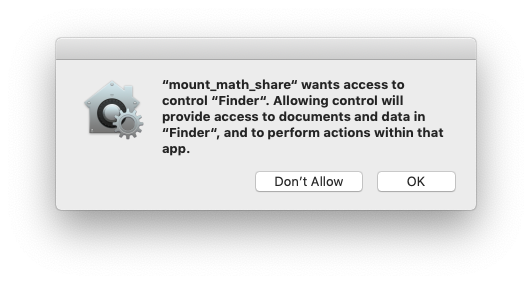 “mount_math_share“ wants access to
control “Finder“. Allowing control will
provide access to documents and data in
“Finder“, and to perform actions within that
app.
Don’t Allow
OK